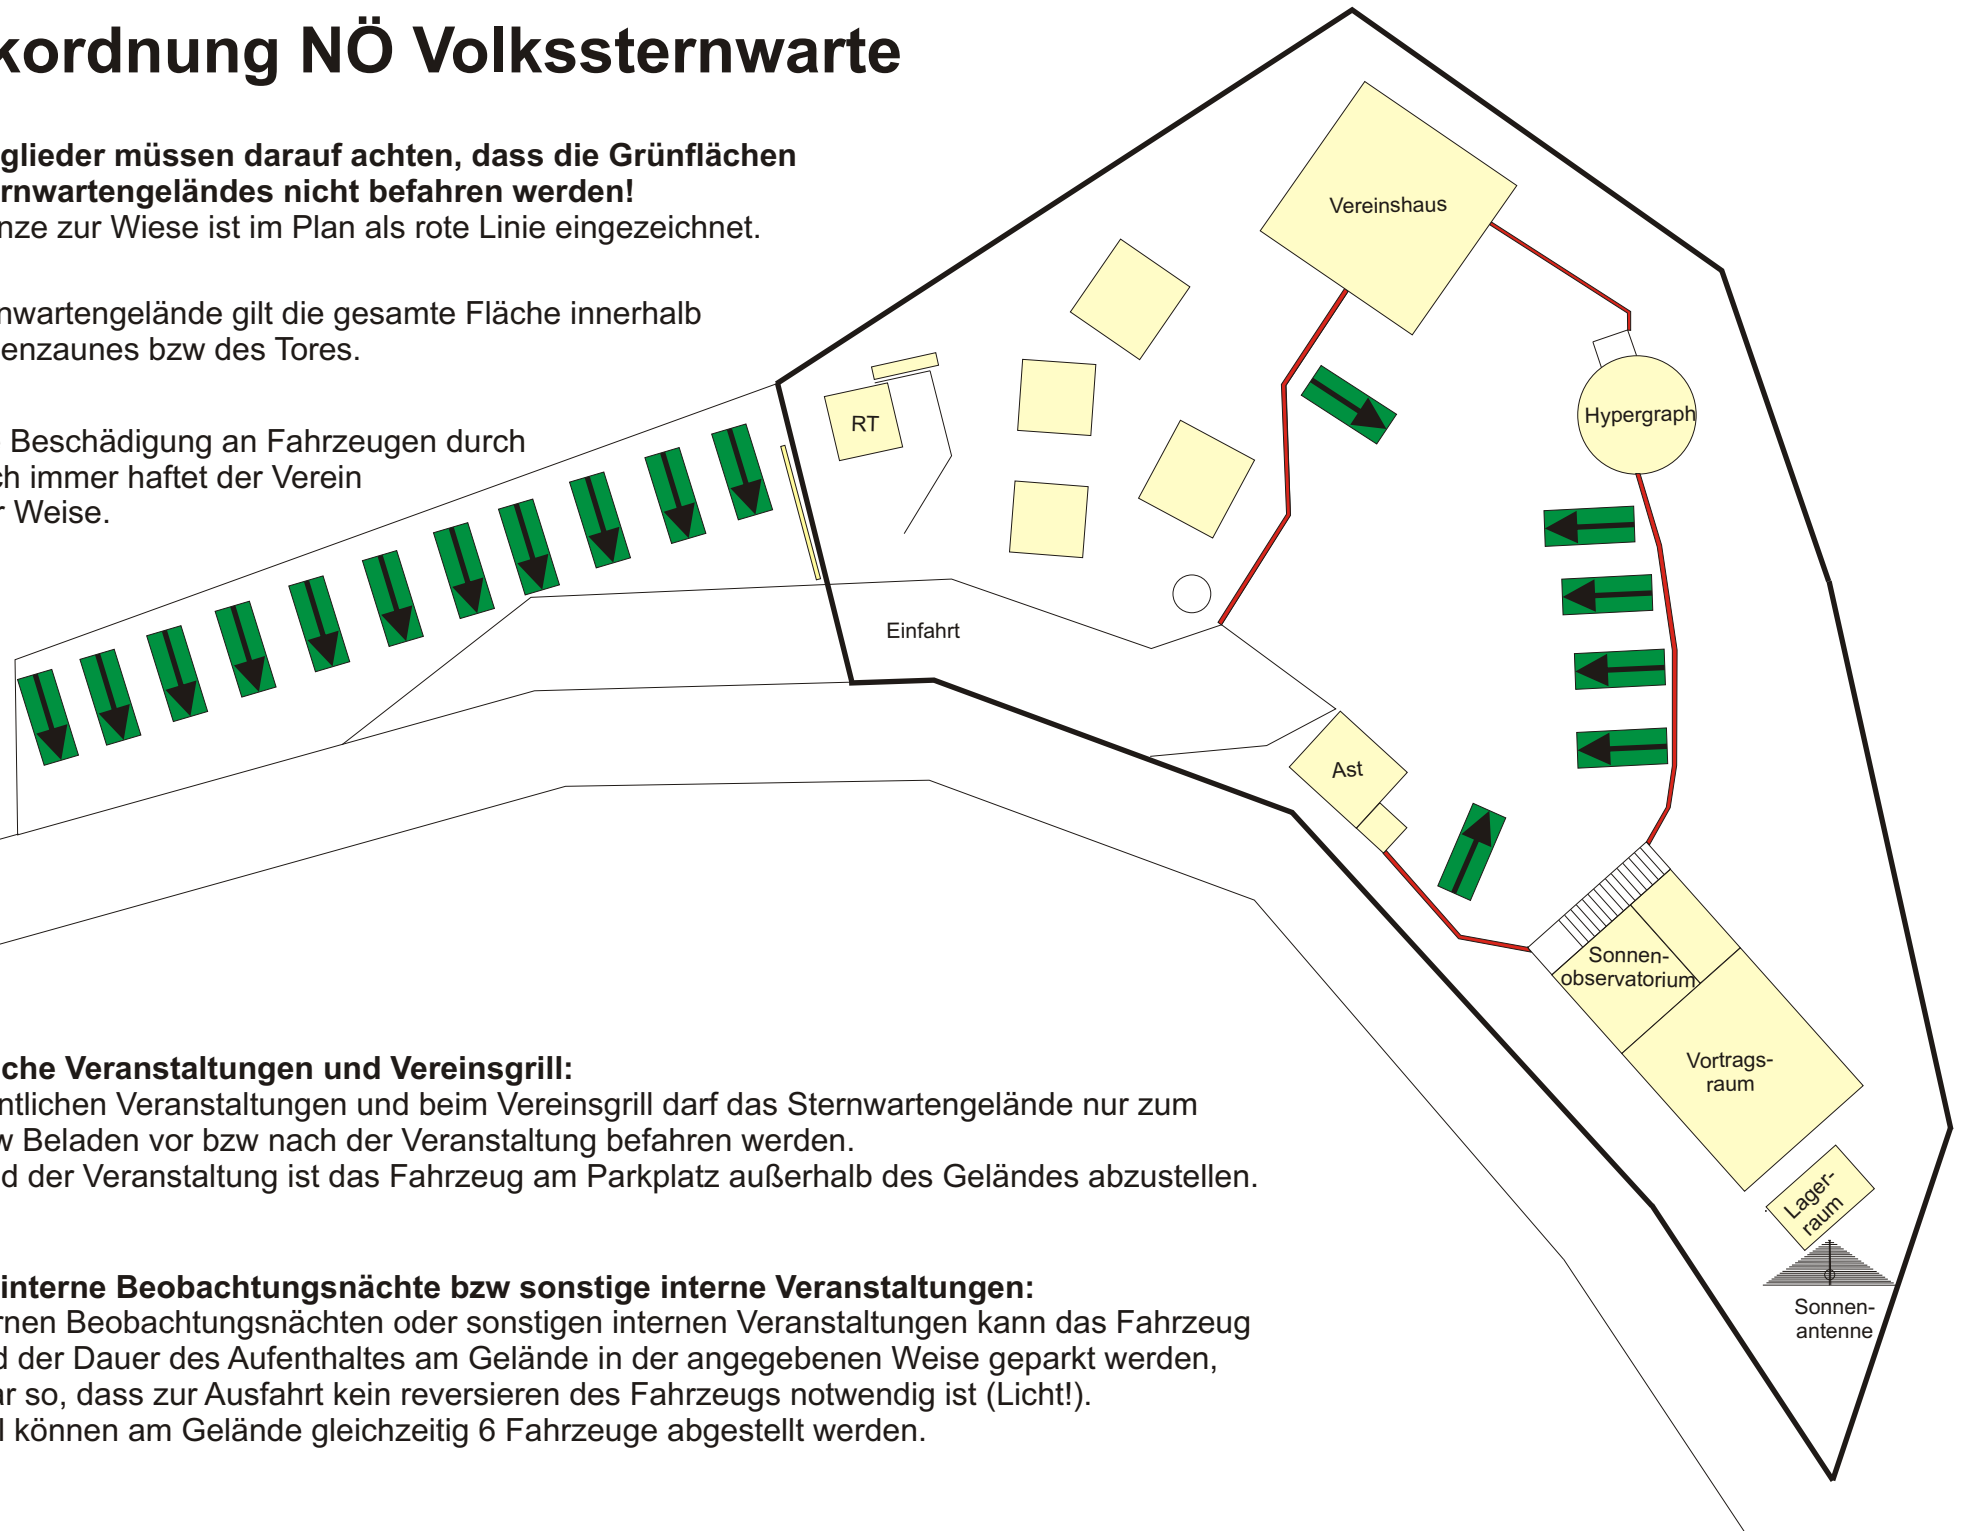 kordnung NÖ Volkssternwarte
glieder müssen darauf achten, dass die Grünflächen
ernwartengeländes nicht befahren werden!
nze zur Wiese ist im Plan als rote Linie eingezeichnet.
nwartengelände gilt die gesamte Fläche innerhalb
enzaunes bzw des Tores.
Beschädigung an Fahrzeugen durch
ch immer haftet der Verein
r Weise.
Vereinshaus
RT
Hypergraph
Einfahrt
Ast
Sonnen-
observatorium
Vortrags-
raum
Lager-
raum
Sonnen-
antenne
che Veranstaltungen und Vereinsgrill:
ntlichen Veranstaltungen und beim Vereinsgrill darf das Sternwartengelände nur zum
w Beladen vor bzw nach der Veranstaltung befahren werden.
d der Veranstaltung ist das Fahrzeug am Parkplatz außerhalb des Geländes abzustellen.
interne Beobachtungsnächte bzw sonstige interne Veranstaltungen:
rnen Beobachtungsnächten oder sonstigen internen Veranstaltungen kann das Fahrzeug
d der Dauer des Aufenthaltes am Gelände in der angegebenen Weise geparkt werden,
ar so, dass zur Ausfahrt kein reversieren des Fahrzeugs notwendig ist (Licht!).
l können am Gelände gleichzeitig 6 Fahrzeuge abgestellt werden.